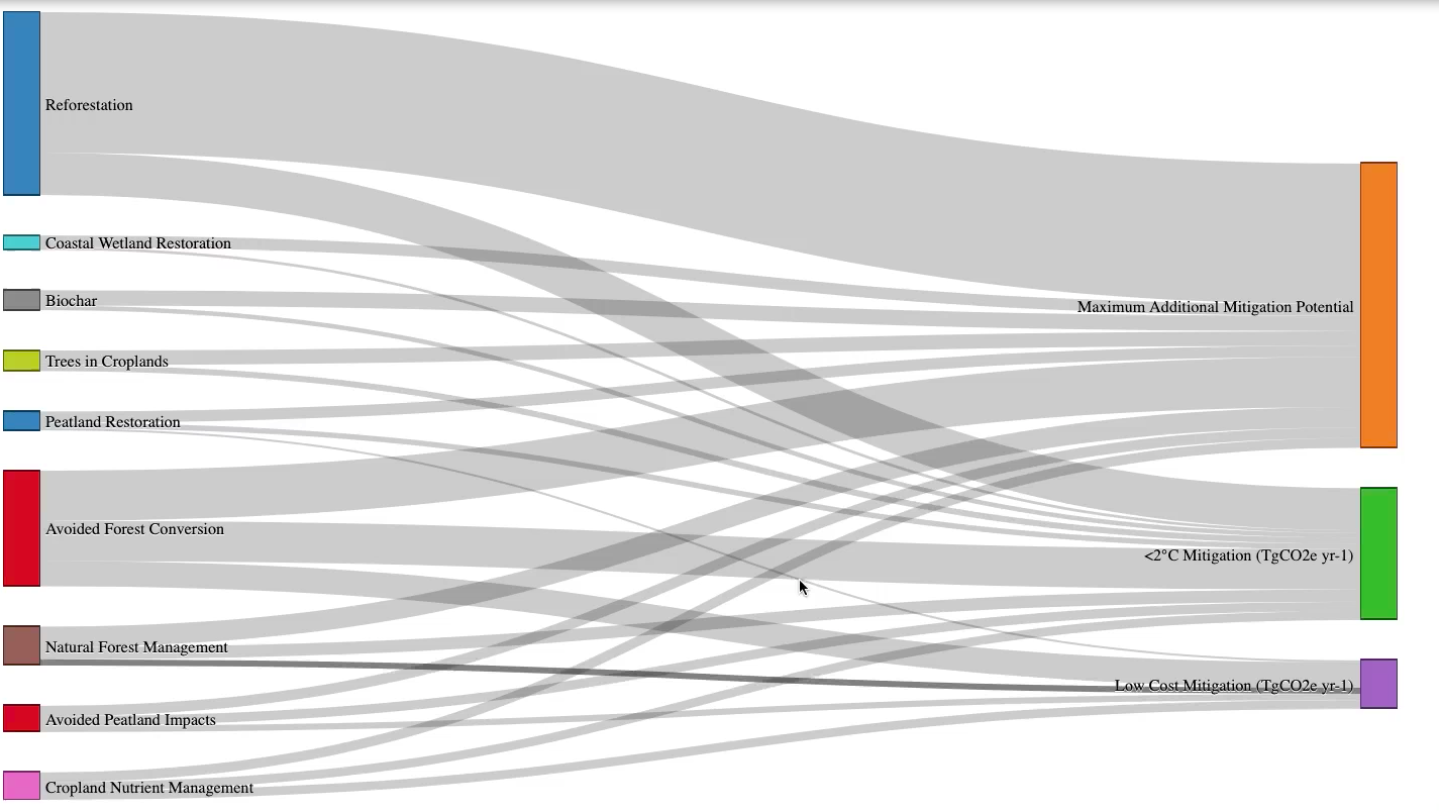 Reforestation
Coastal Wetland Restoration
Biochar
Maximum Additional Mitigation Potential
Trees in Croplands
Peatland Restoration
Avoided Forest Conversion
<2°C Mitigation (TgCO2e yr-1)
Natural Forest Management
Low Cost Mitigation (TgCO2e yr-1)
Avoided Peatland Impacts
Cropland Nutrient Management